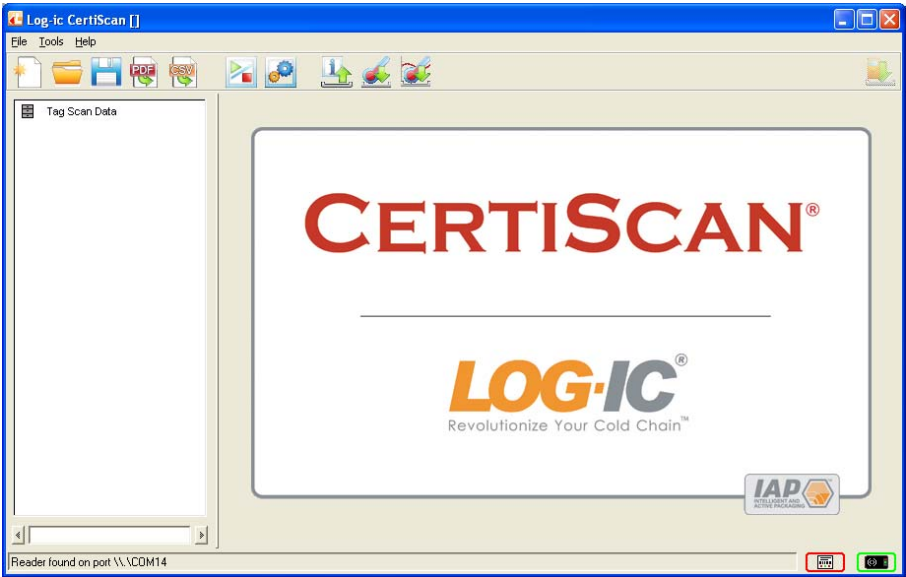 Log-ic CertiScan []
File Tools Help
PDF CSV
Tag Scan Data
CERTISCAN®
LOG·IC®
Revolutionize Your Cold Chain™
IAP
INTELLIGENT AND
ACTIVE PACKAGING
Reader found on port \\.\COM14